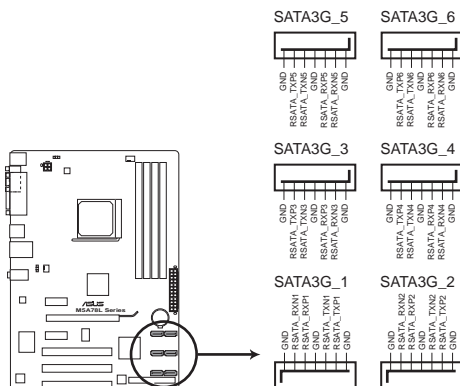 SATA3G_5
GND
RSATA_TXP5
RSATA_TXN5
GND
RSATA_RXP5
RSATA_RXN5
GND
SATA3G_6
GND
RSATA_TXP6
RSATA_TXN6
GND
RSATA_RXP6
RSATA_RXN6
GND
SATA3G_3
GND
RSATA_TXP3
RSATA_TXN3
GND
RSATA_RXP3
RSATA_RXN3
GND
SATA3G_4
GND
RSATA_TXP4
RSATA_TXN4
GND
RSATA_RXP4
RSATA_RXN4
GND
SATA3G_1
GND
RSATA_RXN1
RSATA_RXP1
GND
RSATA_TXN1
RSATA_TXP1
GND
SATA3G_2
GND
RSATA_RXN2
RSATA_RXP2
GND
RSATA_TXN2
RSATA_TXP2
GND
ASUS
M5A78L Series